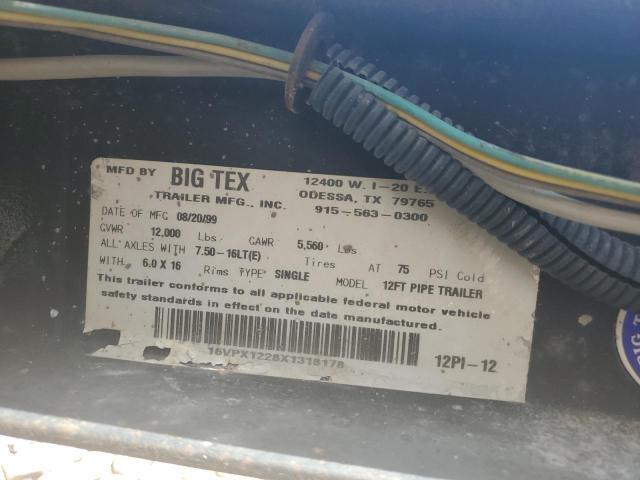 MFD BY BIG TEX 12400 W. I-20 E.
TRAILER MFG., INC. ODESSA, TX 79765
915-563-0300
DATE OF MFG 08/20/99
GVWR 12,000 Lbs GAWR 5,560 Lbs
ALL AXLES WITH 7.50-16LT(E) Tires AT 75 PSI Cold
WITH 6.0 X 16 Rims TYPE SINGLE MODEL 12FT PIPE TRAILER
This trailer conforms to all applicable federal motor vehicle
safety standards in effect on the date manufactured.
16VPX1228X1318178
12PI-12
BIG